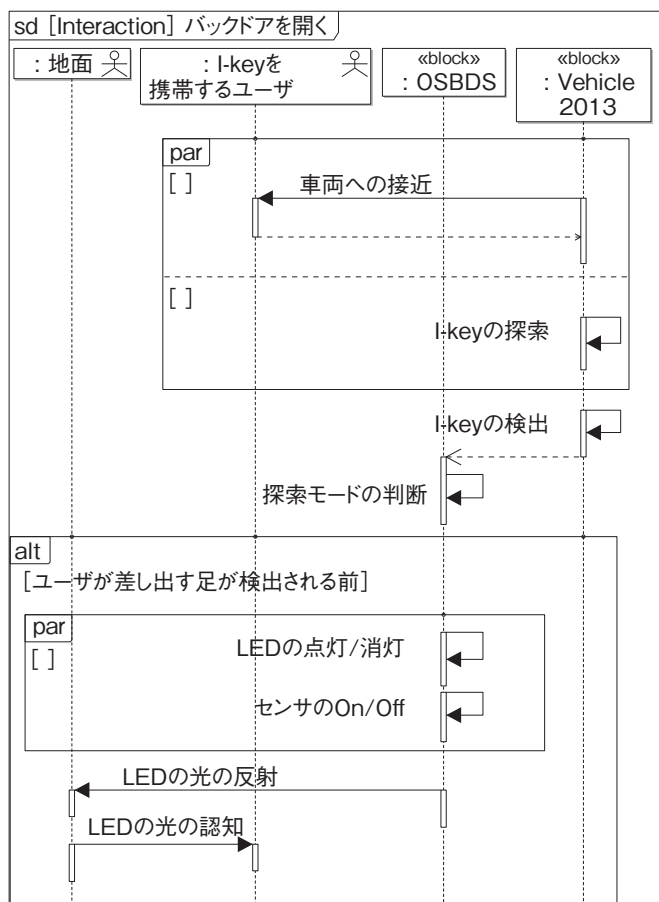 sd [Interaction] バックドアを開く
: 地面
: I-keyを
携帯するユーザ
«block»
: OSBDS
«block»
: Vehicle
2013
par
[ ]
車両への接近
[ ]
I-keyの探索
I-keyの検出
探索モードの判断
alt
[ユーザが差し出す足が検出される前]
par
[ ]
LEDの点灯/消灯
センサのOn/Off
LEDの光の反射
LEDの光の認知